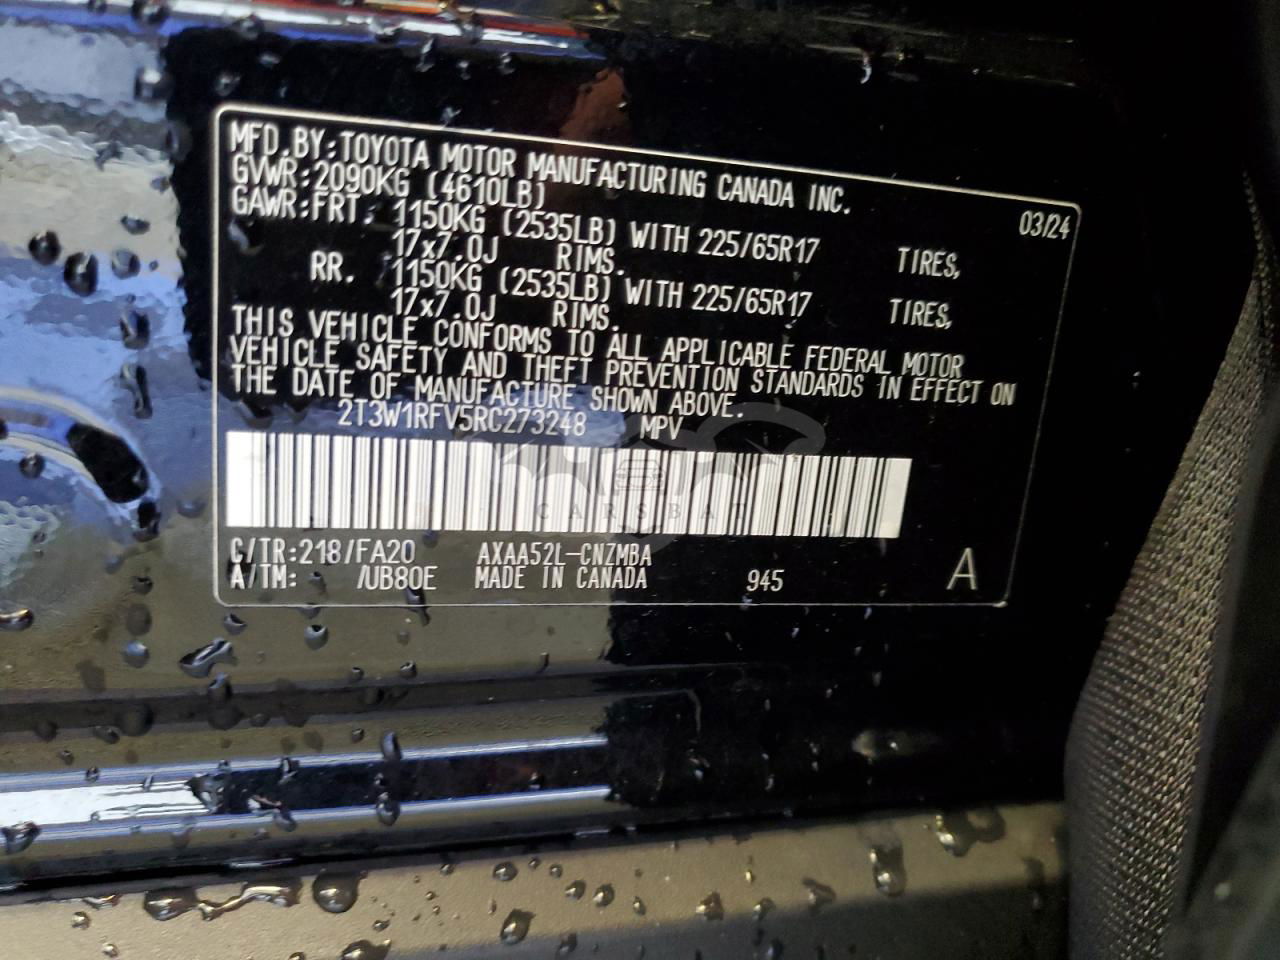 MFD.BY:TOYOTA MOTOR MANUFACTURING CANADA INC.
GVWR:2090KG (4610LB) 03/24
GAWR:FRT. 1150KG (2535LB) WITH 225/65R17 TIRES,
17x7.0J RIMS.
RR. 1150KG (2535LB) WITH 225/65R17 TIRES,
17x7.0J RIMS.
THIS VEHICLE CONFORMS TO ALL APPLICABLE FEDERAL MOTOR
VEHICLE SAFETY AND THEFT PREVENTION STANDARDS IN EFFECT ON
THE DATE OF MANUFACTURE SHOWN ABOVE.
2T3W1RFV5RC273248 MPV
CARSBAT
C/TR:218/FA20 AXAA52L-CNZMBA
A/TM: /UB80E MADE IN CANADA 945 A